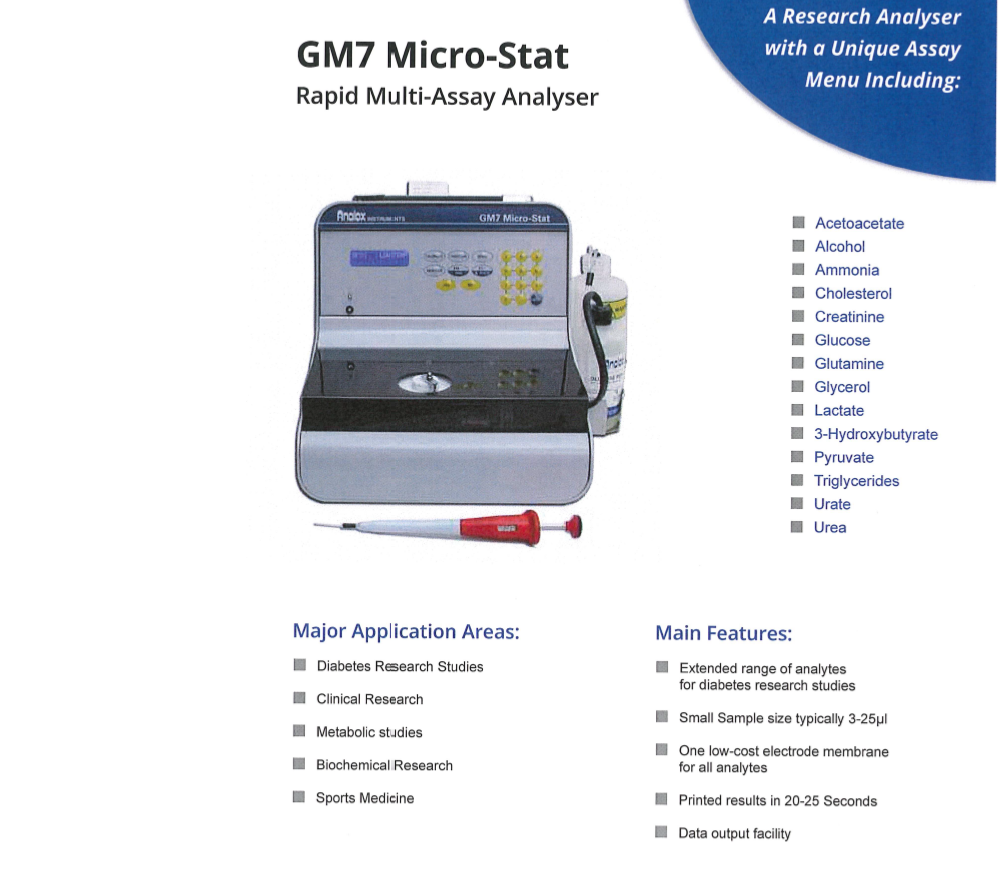 GM7 Micro-Stat
Rapid Multi-Assay Analyser
A Research Analyser
with a Unique Assay
Menu Including:
Analox INSTRUMENTS
GM7 Micro-Stat
Analox
Acetoacetate
Alcohol
Ammonia
Cholesterol
Creatinine
Glucose
Glutamine
Glycerol
Lactate
3-Hydroxybutyrate
Pyruvate
Triglycerides
Urate
Urea
Major Application Areas:
Diabetes Research Studies
Clinical Research
Metabolic studies
Biochemical Research
Sports Medicine
Main Features:
Extended range of analytes
for diabetes research studies
Small Sample size typically 3-25µl
One low-cost electrode membrane
for all analytes
Printed results in 20-25 Seconds
Data output facility